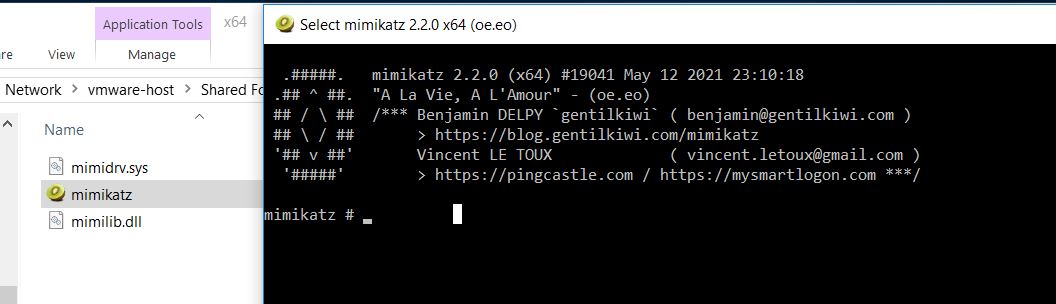 Application Tools
x64
re
View
Manage
Network > vmware-host > Shared Fo
Name
mimidrv.sys
mimikatz
mimilib.dll
Select mimikatz 2.2.0 x64 (oe.eo)
.#####.   mimikatz 2.2.0 (x64) #19041 May 12 2021 23:10:18
.## ^ ##.  "A La Vie, A L'Amour" - (oe.eo)
## / \ ##  /*** Benjamin DELPY `gentilkiwi` ( benjamin@gentilkiwi.com )
## \ / ##       > https://blog.gentilkiwi.com/mimikatz
'## v ##'       Vincent LE TOUX             ( vincent.letoux@gmail.com )
'#####'        > https://pingcastle.com / https://mysmartlogon.com ***/
mimikatz # _